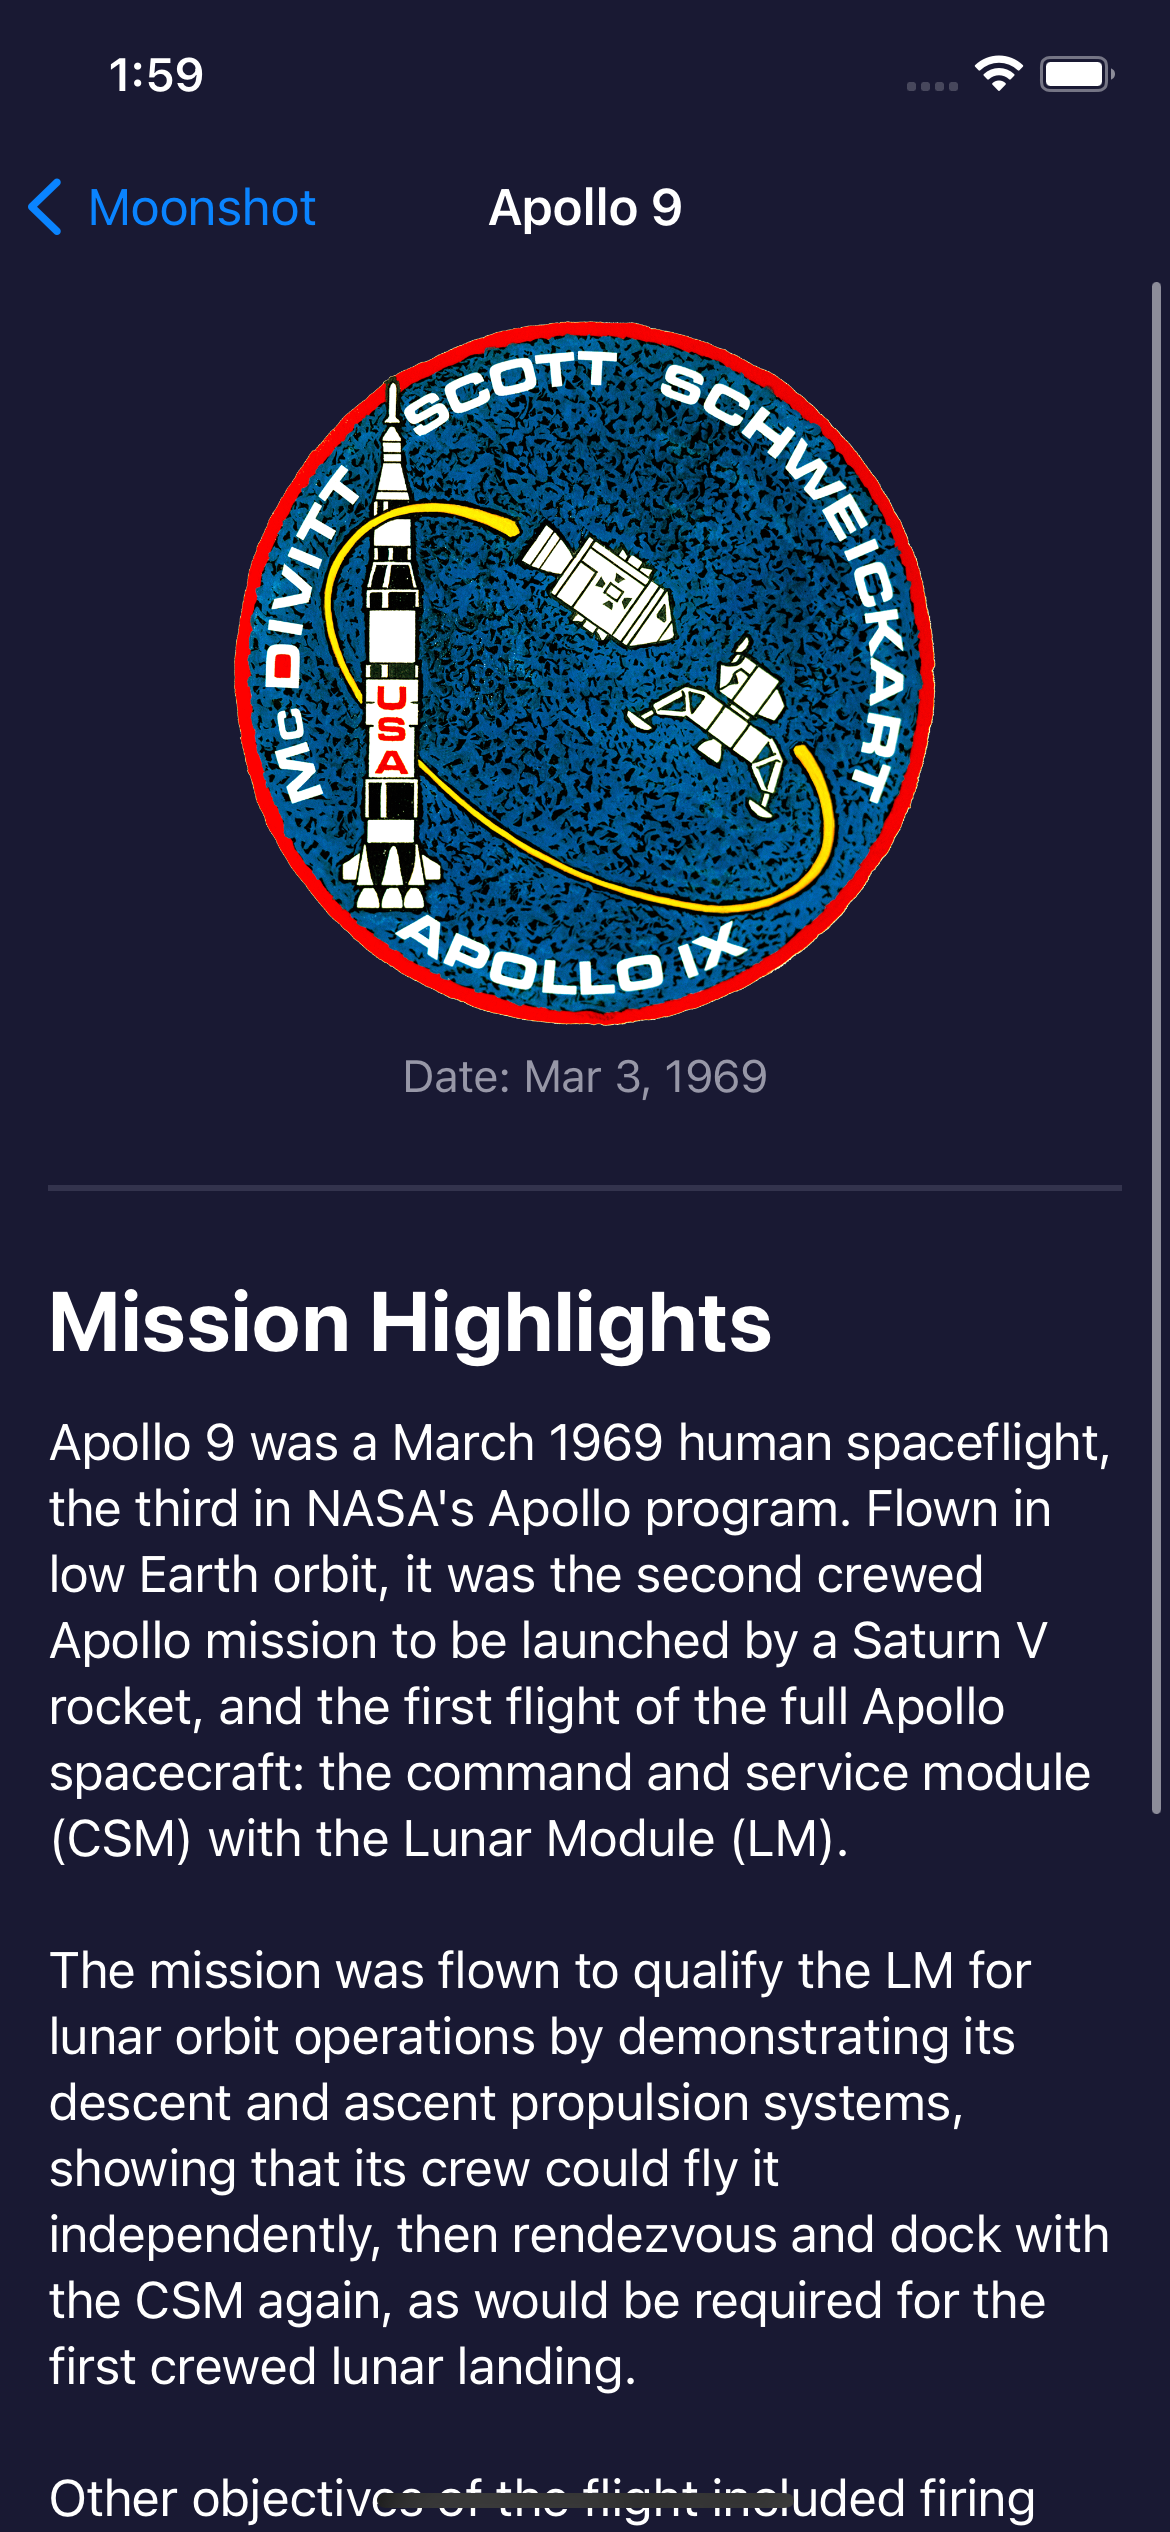 1:59
Moonshot
Apollo 9
Mc DIVITT SCOTT SCHWEICKART
USA
APOLLO IX
Date: Mar 3, 1969
Mission Highlights
Apollo 9 was a March 1969 human spaceflight,
the third in NASA's Apollo program. Flown in
low Earth orbit, it was the second crewed
Apollo mission to be launched by a Saturn V
rocket, and the first flight of the full Apollo
spacecraft: the command and service module
(CSM) with the Lunar Module (LM).
The mission was flown to qualify the LM for
lunar orbit operations by demonstrating its
descent and ascent propulsion systems,
showing that its crew could fly it
independently, then rendezvous and dock with
the CSM again, as would be required for the
first crewed lunar landing.
Other objectives of the flight included firing